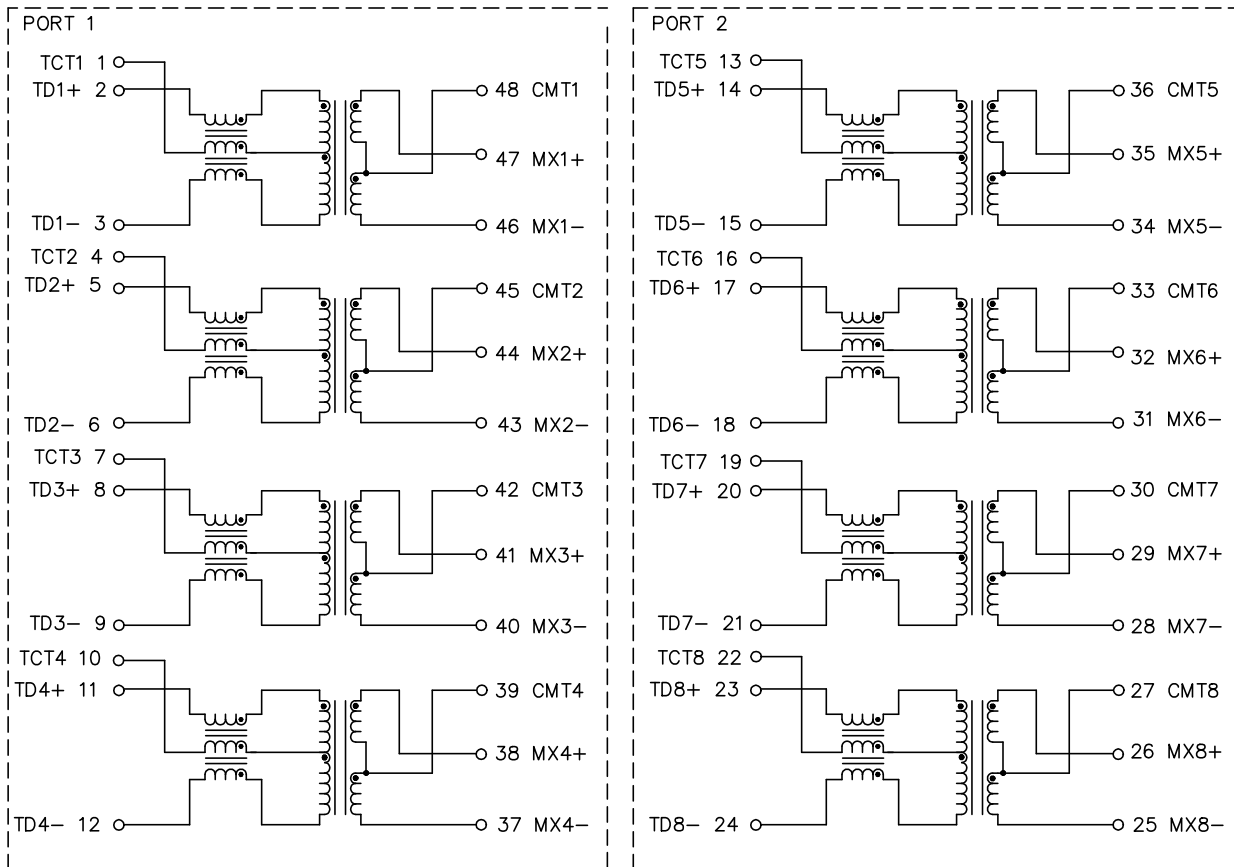 PORT 1
TCT1 1
TD1+ 2
48 CMT1
47 MX1+
TD1- 3
46 MX1-
TCT2 4
TD2+ 5
45 CMT2
44 MX2+
TD2- 6
43 MX2-
TCT3 7
TD3+ 8
42 CMT3
41 MX3+
TD3- 9
40 MX3-
TCT4 10
TD4+ 11
39 CMT4
38 MX4+
TD4- 12
37 MX4-
PORT 2
TCT5 13
TD5+ 14
36 CMT5
35 MX5+
TD5- 15
34 MX5-
TCT6 16
TD6+ 17
33 CMT6
32 MX6+
TD6- 18
31 MX6-
TCT7 19
TD7+ 20
30 CMT7
29 MX7+
TD7- 21
28 MX7-
TCT8 22
TD8+ 23
27 CMT8
26 MX8+
TD8- 24
25 MX8-